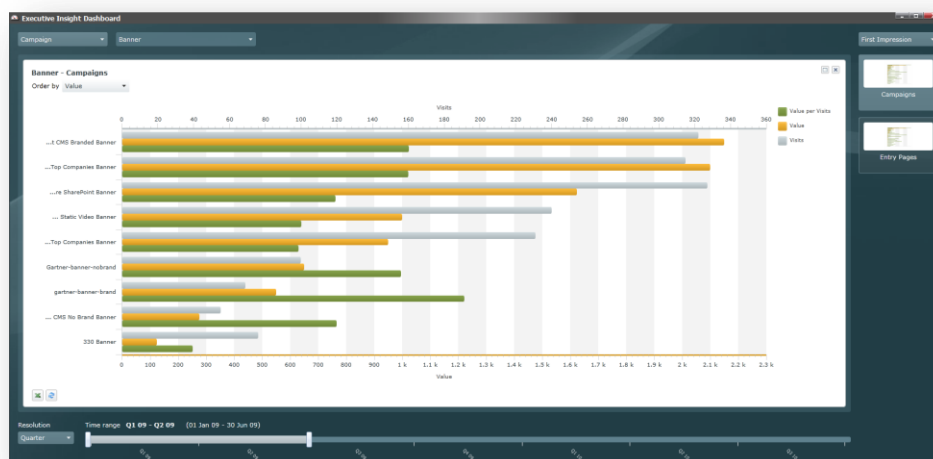 Executive Insight Dashboard
Campaign
Banner
First Impression
Banner - Campaigns
Order by Value
Visits
0 20 40 60 80 100 120 140 160 180 200 220 240 260 280 300 320 340 360
Value per Visits
Value
Visits
Campaigns
Entry Pages
...t CMS Branded Banner
...Top Companies Banner
...re SharePoint Banner
... Static Video Banner
...Top Companies Banner
Gartner-banner-nobrand
gartner-banner-brand
... CMS No Brand Banner
330 Banner
0 100 200 300 400 500 600 700 800 900 1 k 1.1 k 1.2 k 1.3 k 1.4 k 1.5 k 1.6 k 1.7 k 1.8 k 1.9 k 2 k 2.1 k 2.2 k 2.3 k
Value
Resolution
Time range Q1 09 - Q2 09 (01 Jan 09 - 30 Jun 09)
Quarter